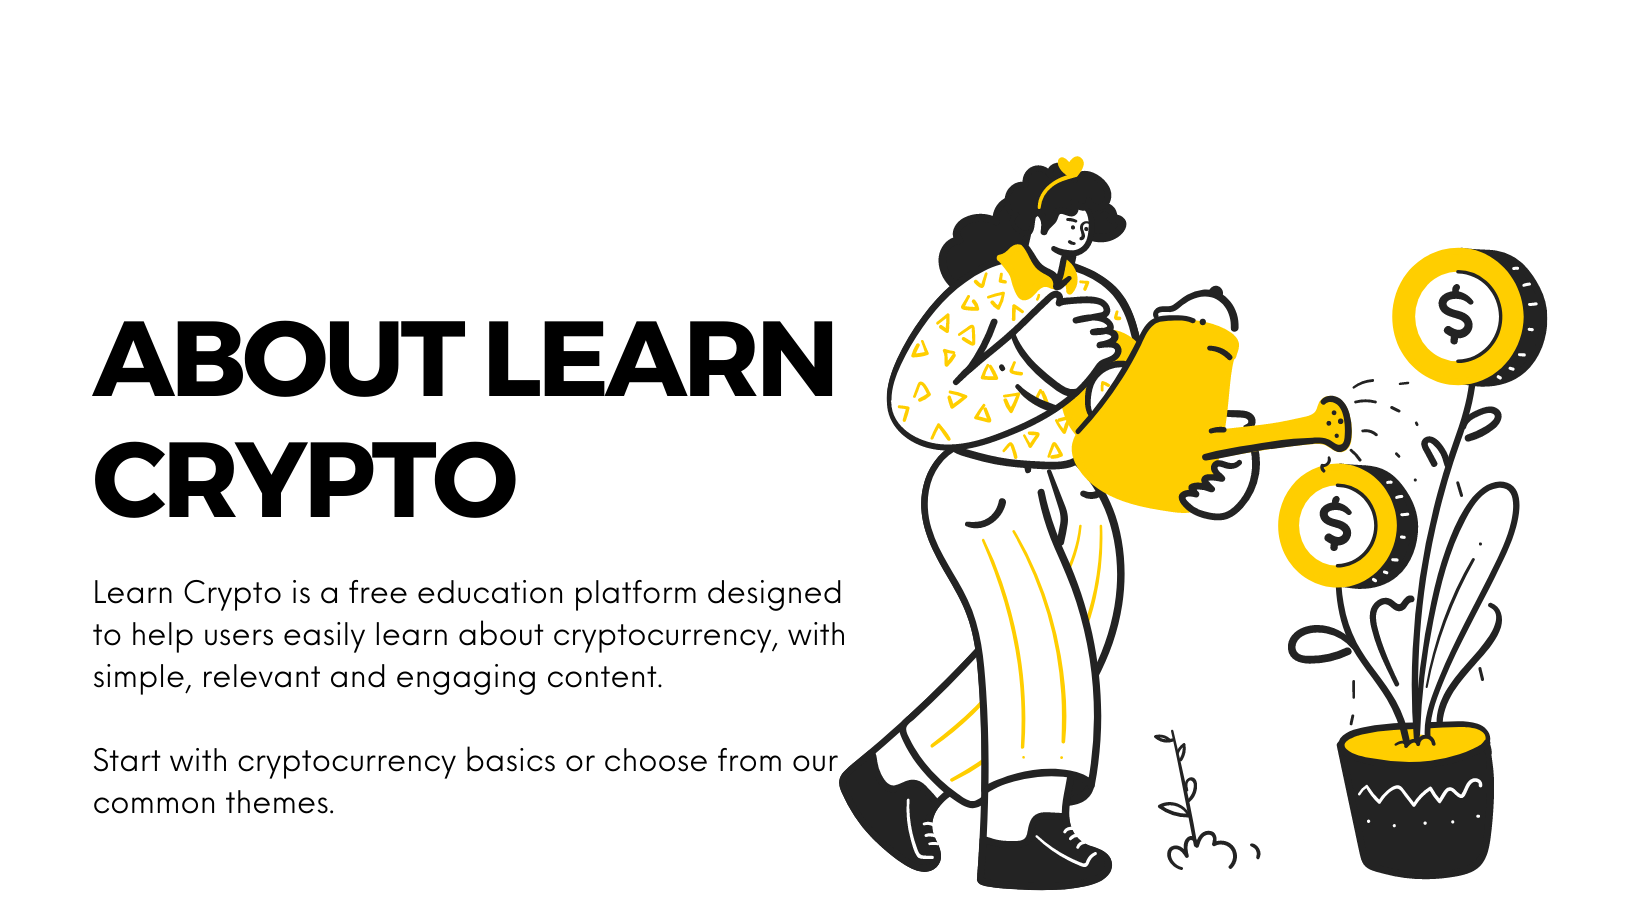 ABOUT LEARN
CRYPTO
Learn Crypto is a free education platform designed
to help users easily learn about cryptocurrency, with
simple, relevant and engaging content.
Start with cryptocurrency basics or choose from our
common themes.
$
$